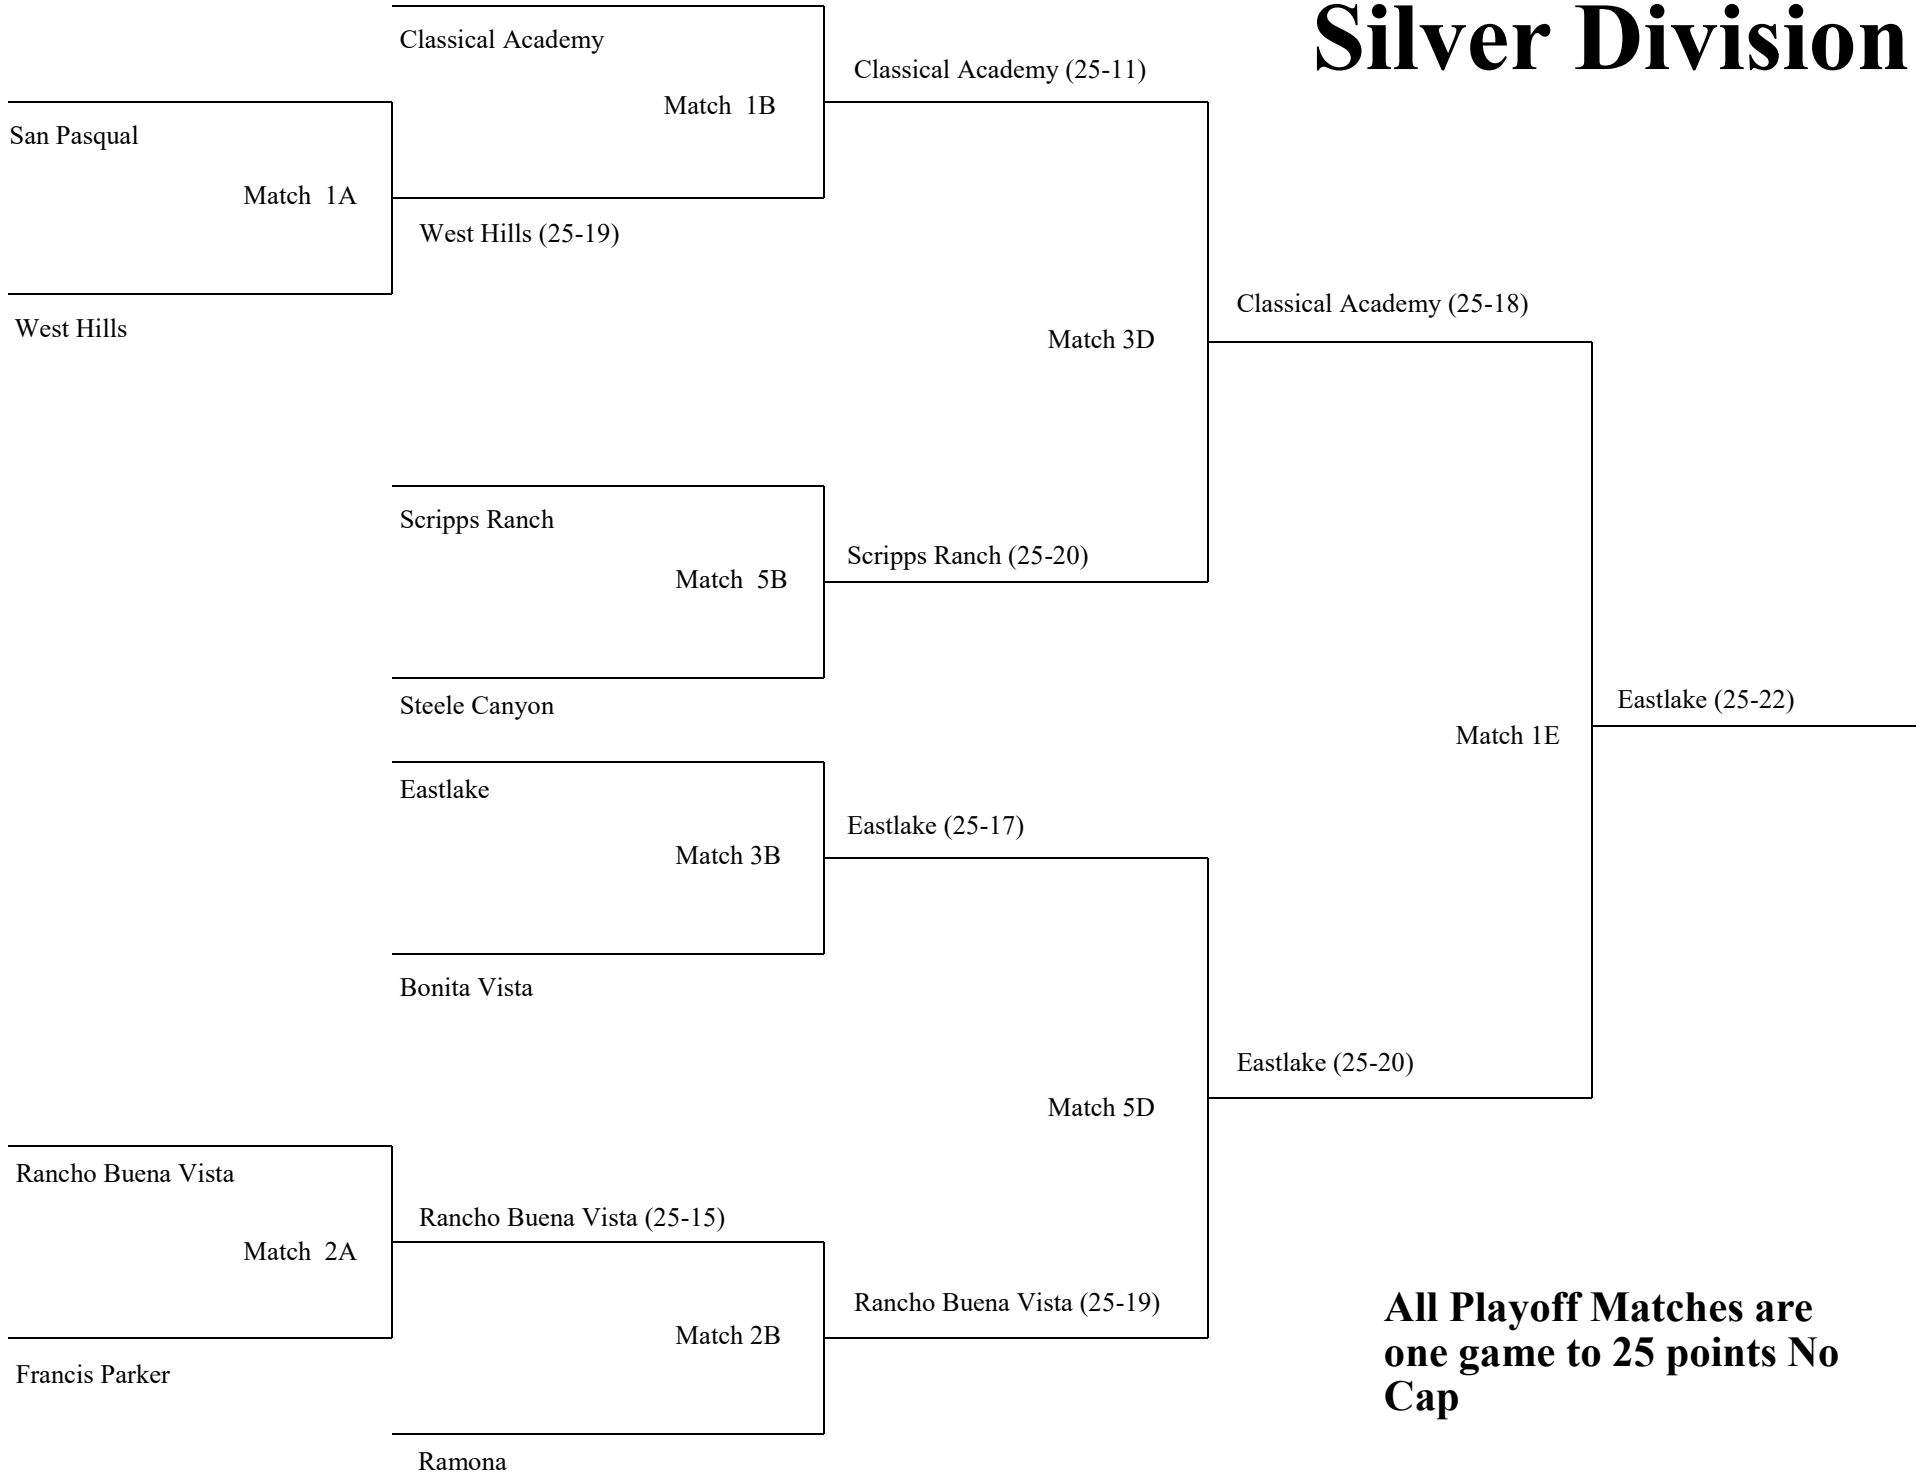 Silver Division
Classical Academy
Classical Academy (25-11)
Match  1B
San Pasqual
Match  1A
West Hills (25-19)
West Hills
Classical Academy (25-18)
Match 3D
Scripps Ranch
Scripps Ranch (25-20)
Match  5B
Steele Canyon
Eastlake (25-22)
Match 1E
Eastlake
Eastlake (25-17)
Match 3B
Bonita Vista
Eastlake (25-20)
Match 5D
Rancho Buena Vista
Rancho Buena Vista (25-15)
Match  2A
Rancho Buena Vista (25-19)
Match 2B
Francis Parker
Ramona
All Playoff Matches are
one game to 25 points No
Cap